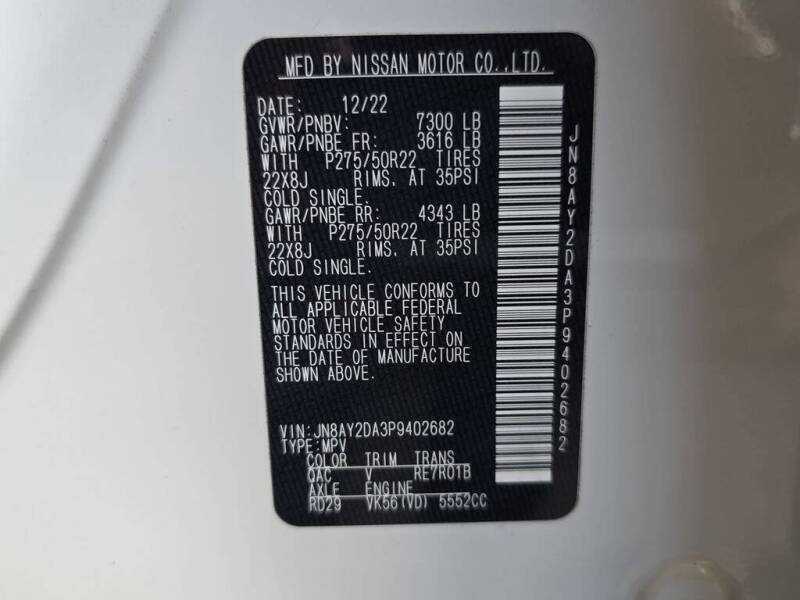 MFD BY NISSAN MOTOR CO.,LTD.
DATE: 12/22
GVWR/PNBV: 7300 LB
GAWR/PNBE FR: 3616 LB
WITH P275/50R22 TIRES
22X8J RIMS, AT 35PSI
COLD SINGLE.
GAWR/PNBE RR: 4343 LB
WITH P275/50R22 TIRES
22X8J RIMS, AT 35PSI
COLD SINGLE.
THIS VEHICLE CONFORMS TO
ALL APPLICABLE FEDERAL
MOTOR VEHICLE SAFETY
STANDARDS IN EFFECT ON
THE DATE OF MANUFACTURE
SHOWN ABOVE.
VIN: JN8AY2DA3P9402682
TYPE: MPV
COLOR TRIM TRANS
QAC V RE7R01B
AXLE ENGINE
RD29 VK56(VD) 5552CC
JN8AY2DA3P9402682